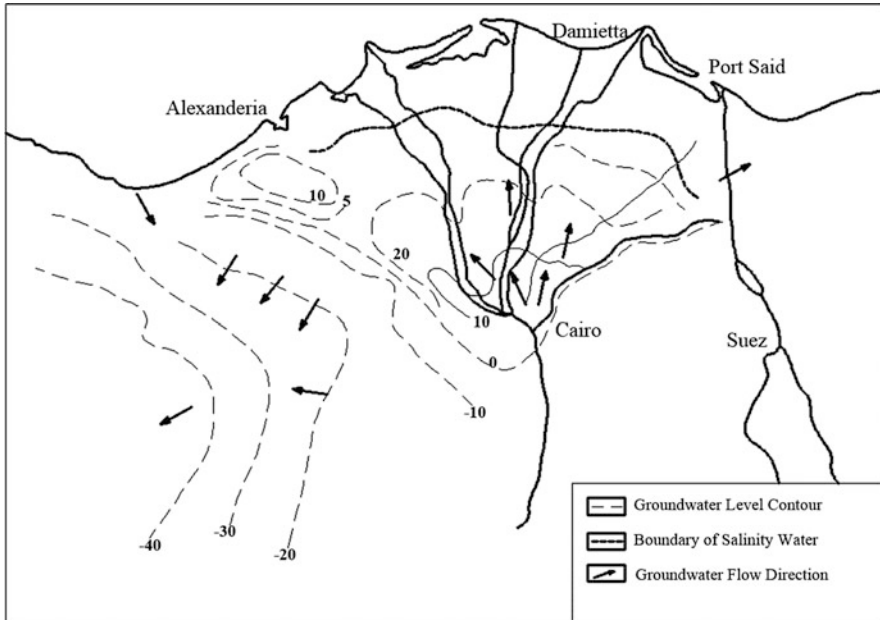 Damietta
Port Said
Alexanderia
10
5
20
10
Cairo
Suez
0
-10
-40
-30
-20
Groundwater Level Contour
Boundary of Salinity Water
Groundwater Flow Direction